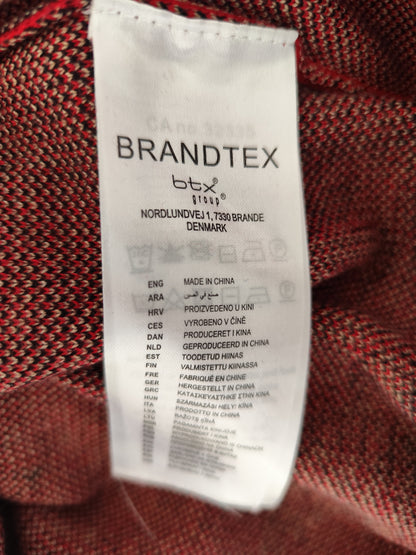 BRANDTEX®
btx®
group
NORDLUNDVEJ 1, 7330 BRANDE
DENMARK
ENG MADE IN CHINA
ARA صنع في الصين
HRV PROIZVEDENO U KINI
CES VYROBENO V ČÍNĚ
DAN PRODUCERET I KINA
NLD GEPRODUCEERD IN CHINA
EST TOODETUD HIINAS
FIN VALMISTETTU KIINASSA
FRE FABRIQUÉ EN CHINE
GER HERGESTELLT IN CHINA
GRC ΚΑΤΑΣΚΕΥΑΣΤΗΚΕ ΣΤΗΝ ΚΙΝΑ
HUN SZÁRMAZÁSI HELY: KÍNA
ITA PRODOTTO IN CHINA